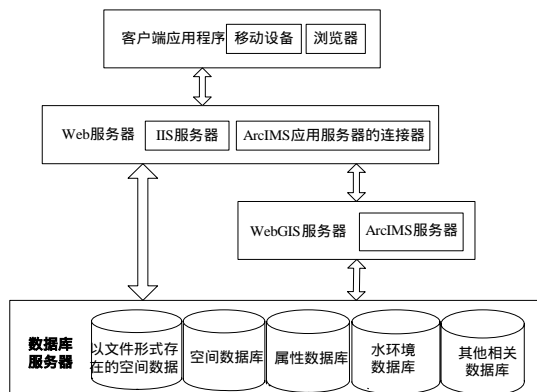 客户端应用程序 移动设备 浏览器
Web服务器 IIS服务器 ArcIMS应用服务器的连接器
WebGIS服务器 ArcIMS服务器
数据库
服务器
以文件形式存
在的空间数据
空间数据库
属性数据库
水环境
数据库
其他相关
数据库